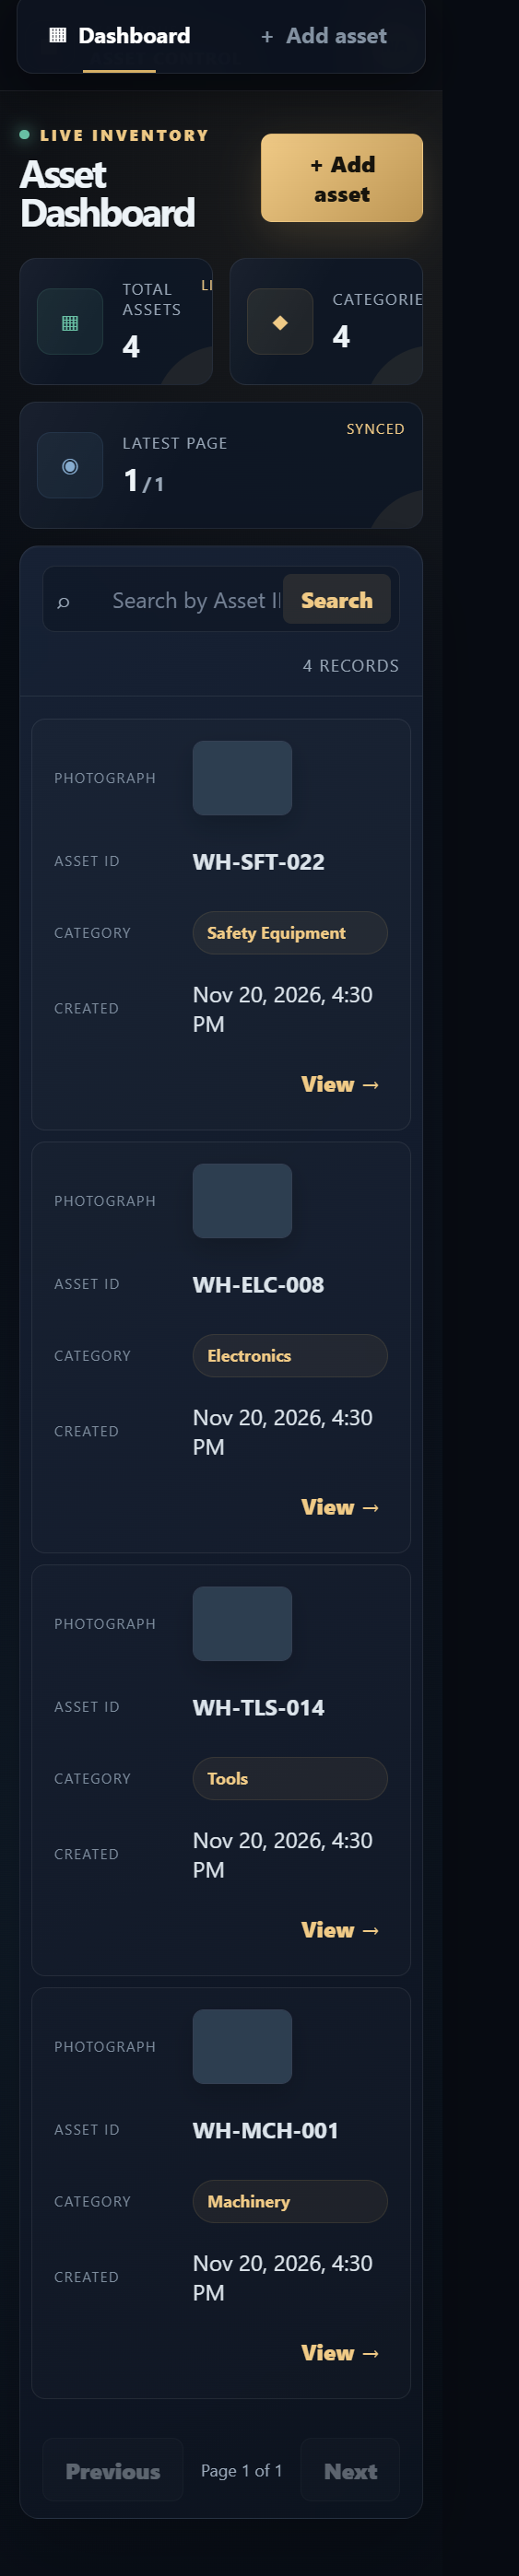 Dashboard
+ Add asset
LIVE INVENTORY
Asset
Dashboard
+ Add
asset
TOTAL
ASSETS
LI
4
CATEGORIE
4
LATEST PAGE
SYNCED
1/1
Search by Asset I
Search
4 RECORDS
PHOTOGRAPH
ASSET ID
WH-SFT-022
CATEGORY
Safety Equipment
CREATED
Nov 20, 2026, 4:30
PM
View →
PHOTOGRAPH
ASSET ID
WH-ELC-008
CATEGORY
Electronics
CREATED
Nov 20, 2026, 4:30
PM
View →
PHOTOGRAPH
ASSET ID
WH-TLS-014
CATEGORY
Tools
CREATED
Nov 20, 2026, 4:30
PM
View →
PHOTOGRAPH
ASSET ID
WH-MCH-001
CATEGORY
Machinery
CREATED
Nov 20, 2026, 4:30
PM
View →
Previous
Page 1 of 1
Next